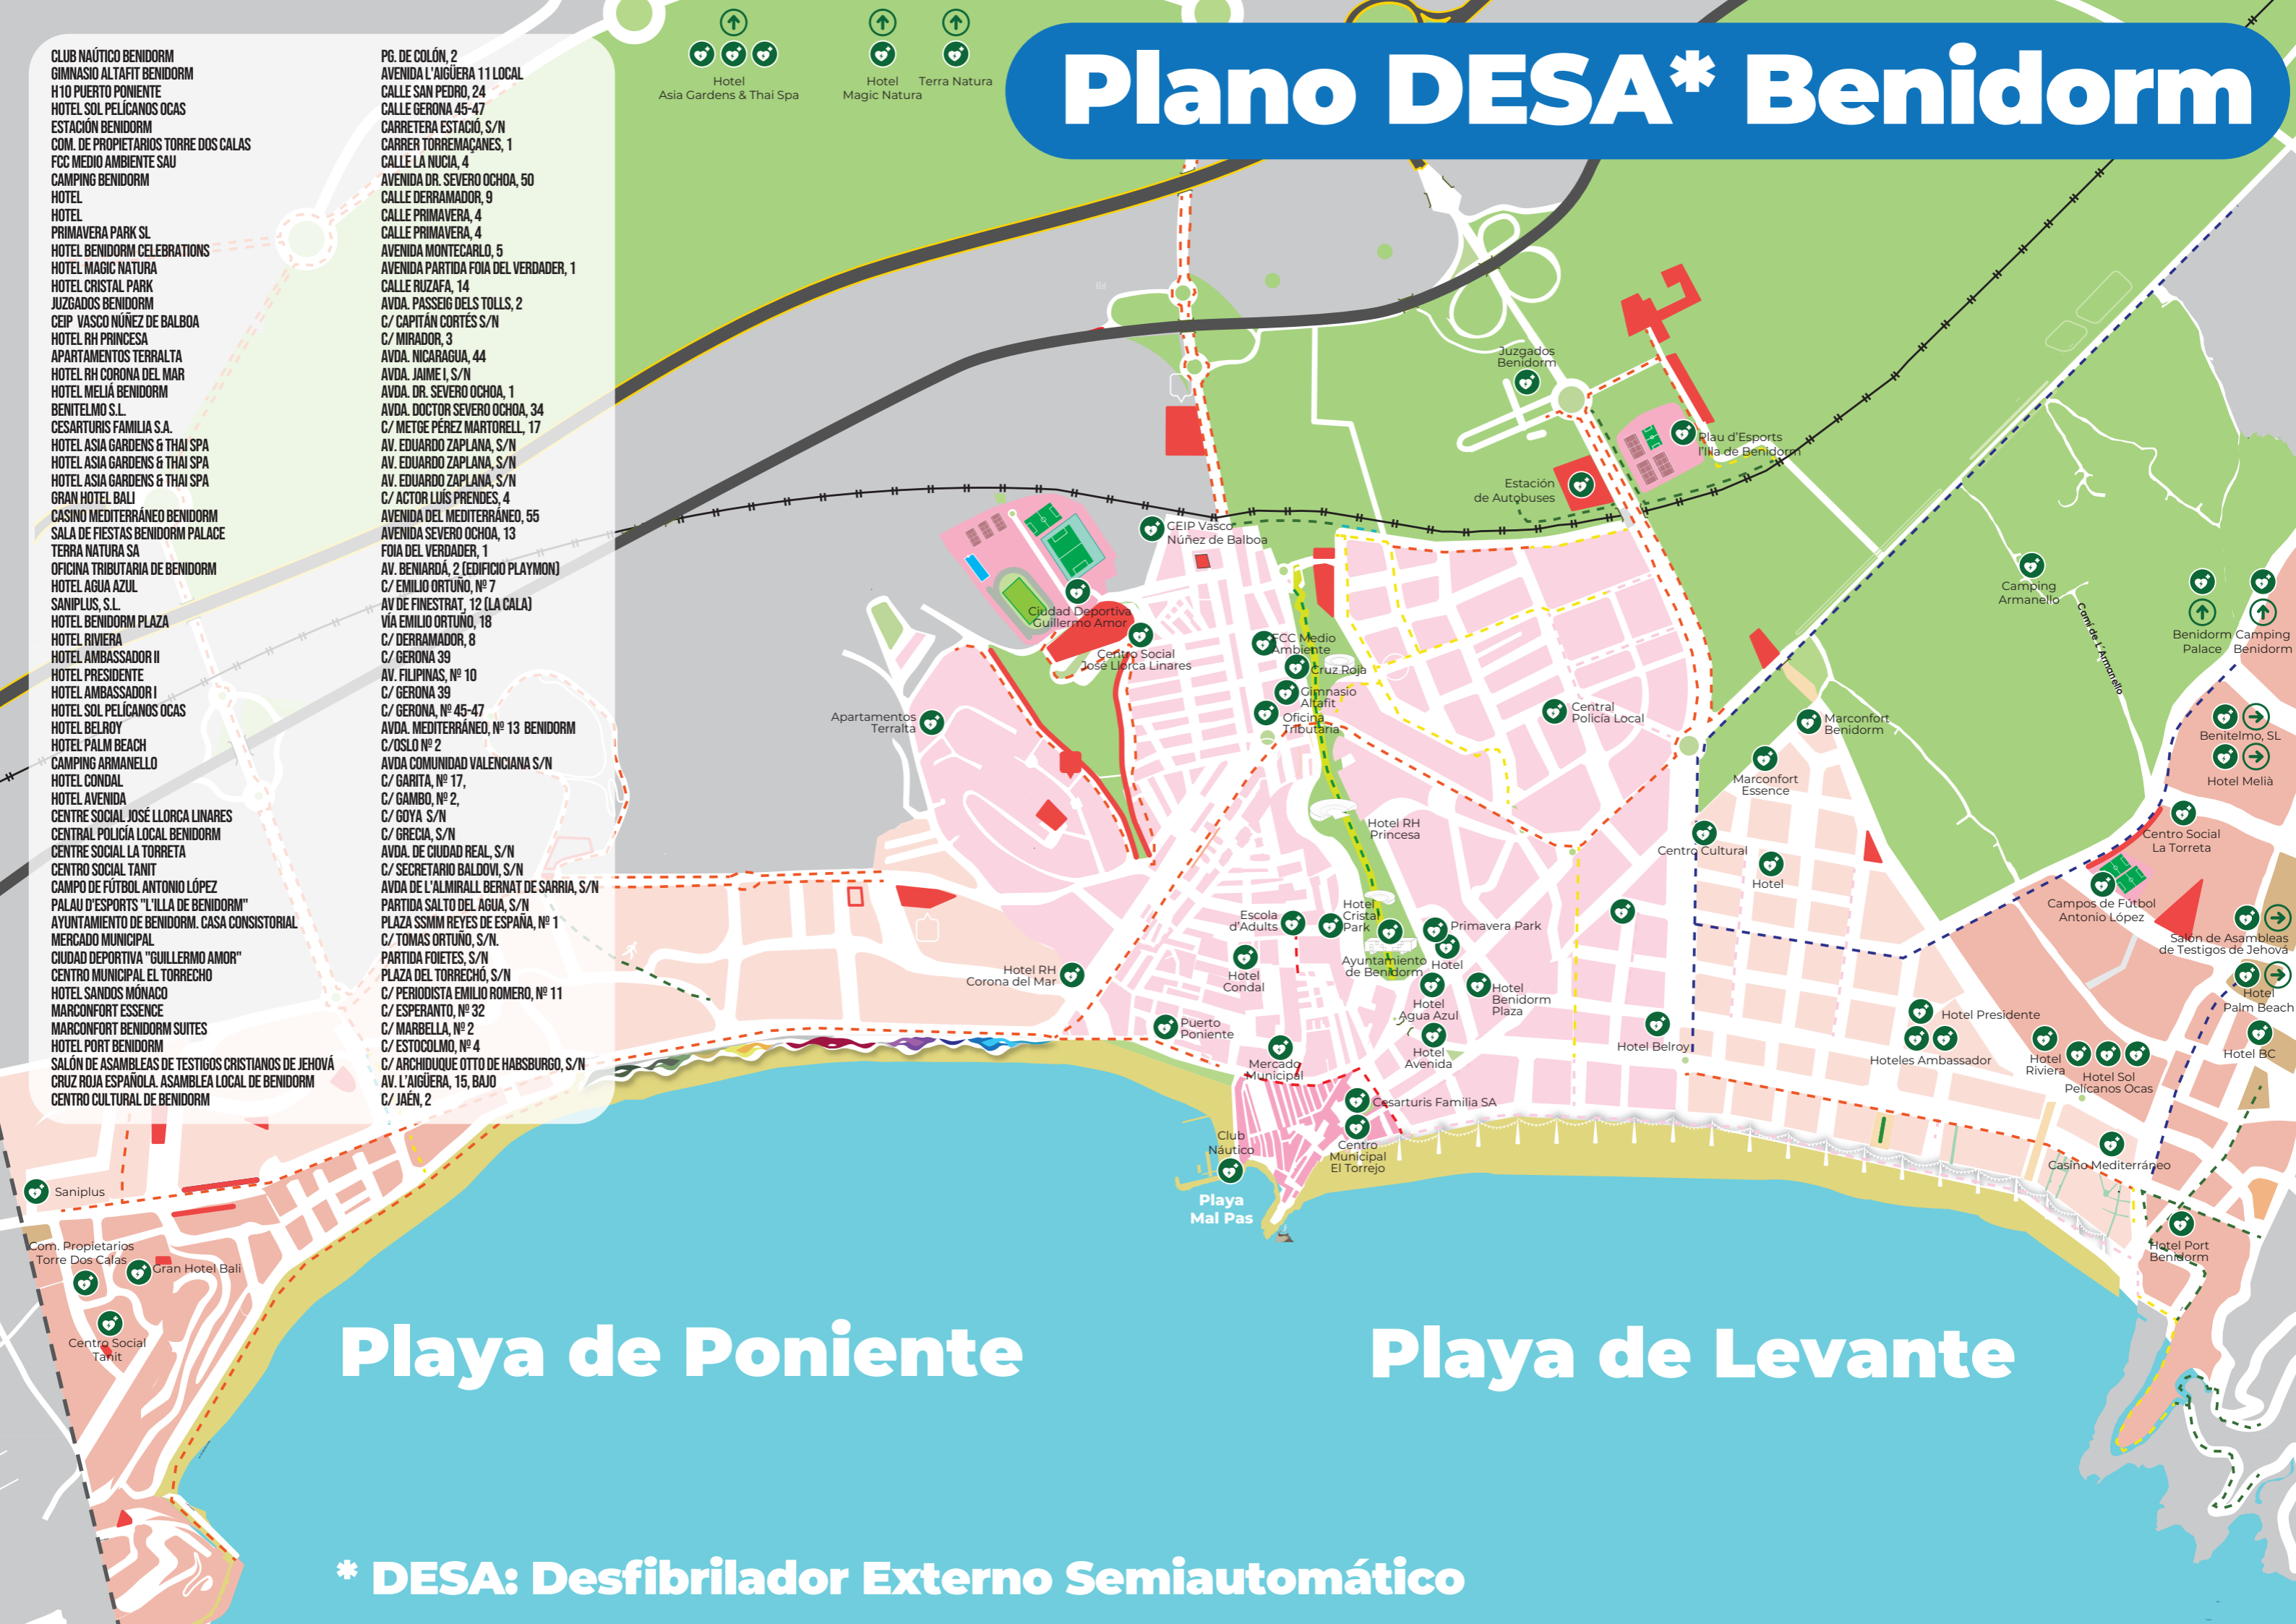 Plano DESA* Benidorm
CLUB NAÚTICO BENIDORM PG. DE COLÓN, 2
GIMNASIO ALTAFIT BENIDORM AVENIDA L'AIGÜERA 11 LOCAL
H10 PUERTO PONIENTE CALLE SAN PEDRO, 24
HOTEL SOL PELÍCANOS OCAS CALLE GERONA 45-47
ESTACIÓN BENIDORM CARRETERA ESTACIÓ, S/N
COM. DE PROPIETARIOS TORRE DOS CALAS CARRER TORREMAÇANES, 1
FCC MEDIO AMBIENTE SAU CALLE LA NUCIA, 4
CAMPING BENIDORM AVENIDA DR. SEVERO OCHOA, 50
HOTEL CALLE DERRAMADOR, 9
HOTEL CALLE PRIMAVERA, 4
PRIMAVERA PARK SL CALLE PRIMAVERA, 4
HOTEL BENIDORM CELEBRATIONS AVENIDA MONTECARLO, 5
HOTEL MAGIC NATURA AVENIDA PARTIDA FOIA DEL VERDADER, 1
HOTEL CRISTAL PARK CALLE RUZAFA, 14
JUZGADOS BENIDORM AVDA. PASSEIG DELS TOLLS, 2
CEIP VASCO NÚÑEZ DE BALBOA C/ CAPITÁN CORTÉS S/N
HOTEL RH PRINCESA C/ MIRADOR, 3
APARTAMENTOS TERRALTA AVDA. NICARAGUA, 44
HOTEL RH CORONA DEL MAR AVDA. JAIME I, S/N
HOTEL MELIÁ BENIDORM AVDA. DR. SEVERO OCHOA, 1
BENITELMO S.L. AVDA. DOCTOR SEVERO OCHOA, 34
CESARTURIS FAMILIA S.A. C/ METGE PÉREZ MARTORELL, 17
HOTEL ASIA GARDENS & THAI SPA AV. EDUARDO ZAPLANA, S/N
HOTEL ASIA GARDENS & THAI SPA AV. EDUARDO ZAPLANA, S/N
HOTEL ASIA GARDENS & THAI SPA AV. EDUARDO ZAPLANA, S/N
GRAN HOTEL BALI C/ ACTOR LUÍS PRENDES, 4
CASINO MEDITERRÁNEO BENIDORM AVENIDA DEL MEDITERRÁNEO, 55
SALA DE FIESTAS BENIDORM PALACE AVENIDA SEVERO OCHOA, 13
TERRA NATURA SA FOIA DEL VERDADER, 1
OFICINA TRIBUTARIA DE BENIDORM AV. BENIARDÁ, 2 (EDIFICIO PLAYMON)
HOTEL AGUA AZUL C/ EMILIO ORTUÑO, Nº 7
SANIPLUS, S.L. AV DE FINESTRAT, 12 (LA CALA)
HOTEL BENIDORM PLAZA VÍA EMILIO ORTUÑO, 18
HOTEL RIVIERA C/ DERRAMADOR, 8
HOTEL AMBASSADOR II C/ GERONA 39
HOTEL PRESIDENTE AV. FILIPINAS, Nº 10
HOTEL AMBASSADOR I C/ GERONA 39
HOTEL SOL PELÍCANOS OCAS C/ GERONA, Nº 45-47
HOTEL BELROY AVDA. MEDITERRÁNEO, Nº 13 BENIDORM
HOTEL PALM BEACH C/OSLO Nº 2
CAMPING ARMANELLO AVDA COMUNIDAD VALENCIANA S/N
HOTEL CONDAL C/ GARITA, Nº 17,
HOTEL AVENIDA C/ GAMBO, Nº 2,
CENTRE SOCIAL JOSÉ LLORCA LINARES C/ GOYA S/N
CENTRAL POLICÍA LOCAL BENIDORM C/ GRECIA, S/N
CENTRE SOCIAL LA TORRETA AVDA. DE CIUDAD REAL, S/N
CENTRO SOCIAL TANIT C/ SECRETARIO BALDOVI, S/N
CAMPO DE FÚTBOL ANTONIO LÓPEZ AVDA DE L'ALMIRALL BERNAT DE SARRIA, S/N
PALAU D'ESPORTS "L'ILLA DE BENIDORM" PARTIDA SALTO DEL AGUA, S/N
AYUNTAMIENTO DE BENIDORM. CASA CONSISTORIAL PLAZA SSMM REYES DE ESPAÑA, Nº 1
MERCADO MUNICIPAL C/ TOMAS ORTUÑO, S/N.
CIUDAD DEPORTIVA "GUILLERMO AMOR" PARTIDA FOIETES, S/N
CENTRO MUNICIPAL EL TORRECHO PLAZA DEL TORRECHÓ, S/N
HOTEL SANDOS MÓNACO C/ PERIODISTA EMILIO ROMERO, Nº 11
MARCONFORT ESSENCE C/ ESPERANTO, Nº 32
MARCONFORT BENIDORM SUITES C/ MARBELLA, Nº 2
HOTEL PORT BENIDORM C/ ESTOCOLMO, Nº 4
SALÓN DE ASAMBLEAS DE TESTIGOS CRISTIANOS DE JEHOVÁ C/ ARCHIDUQUE OTTO DE HABSBURGO, S/N
CRUZ ROJA ESPAÑOLA. ASAMBLEA LOCAL DE BENIDORM AV. L'AIGÜERA, 15, BAJO
CENTRO CULTURAL DE BENIDORM C/ JAÉN, 2
Hotel
Asia Gardens & Thai Spa
Hotel
Magic Natura
Terra Natura
Juzgados
Benidorm
Plau d'Esports
l'Illa de Benidorm
Estación
de Autobuses
CEIP Vasco
Núñez de Balboa
Ciudad Deportiva
Guillermo Amor
Centro Social
José Llorca Linares
FCC Medio
Ambiente
Cruz Roja
Gimnasio
Altafit
Oficina
Tributaria
Apartamentos
Terralta
Central
Policía Local
Camping
Armanello
Camí de L'Armanello
Benidorm
Palace
Camping
Benidorm
Marconfort
Benidorm
Marconfort
Essence
Benitelmo, SL
Hotel Melià
Centro Social
La Torreta
Centro Cultural
Hotel
Hotel RH
Princesa
Campos de Fútbol
Antonio López
Salón de Asambleas
de Testigos de Jehová
Escola
d'Adults
Hotel
Cristal
Park
Primavera Park
Ayuntamiento
de Benidorm
Hotel
Hotel RH
Corona del Mar
Hotel
Condal
Hotel
Agua Azul
Hotel
Benidorm
Plaza
Hotel
Palm Beach
Puerto
Poniente
Hotel
Avenida
Hotel Belroy
Hotel Presidente
Hoteles Ambassador
Hotel
Riviera
Hotel Sol
Pelícanos Ocas
Hotel BC
Mercado
Municipal
Cesarturis Familia SA
Centro
Municipal
El Torrejo
Club
Náutico
Casino Mediterráneo
Saniplus
Playa
Mal Pas
Hotel Port
Benidorm
Com. Propietarios
Torre Dos Calas
Gran Hotel Bali
Centro Social
Tanit
Playa de Poniente
Playa de Levante
* DESA: Desfibrilador Externo Semiautomático